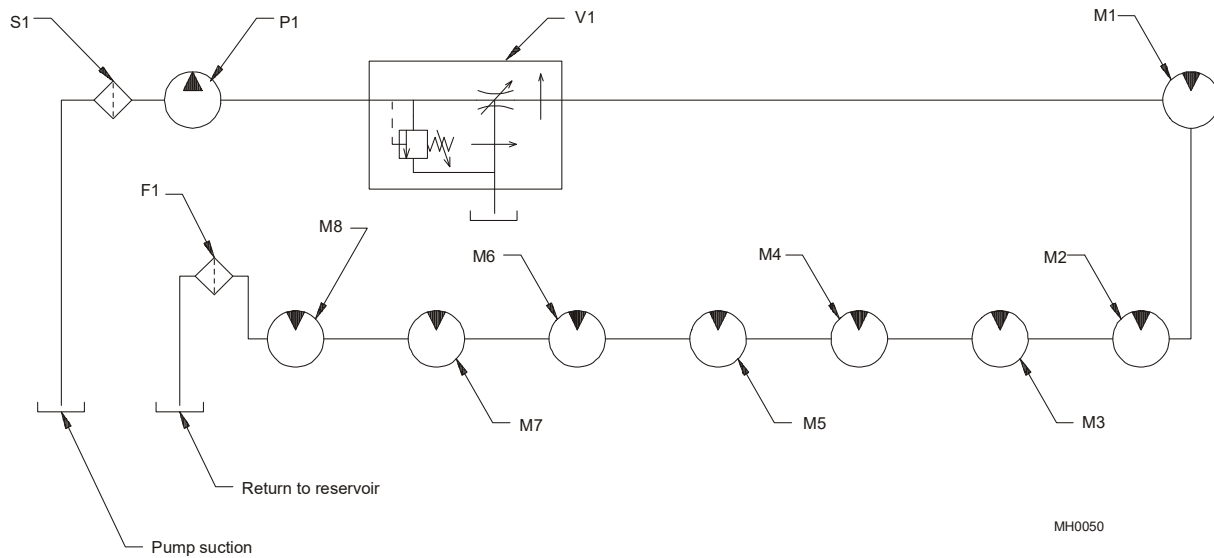 S1
P1
V1
M1
F1
M8
M6
M4
M2
M7
M5
M3
Return to reservoir
Pump suction
MH0050